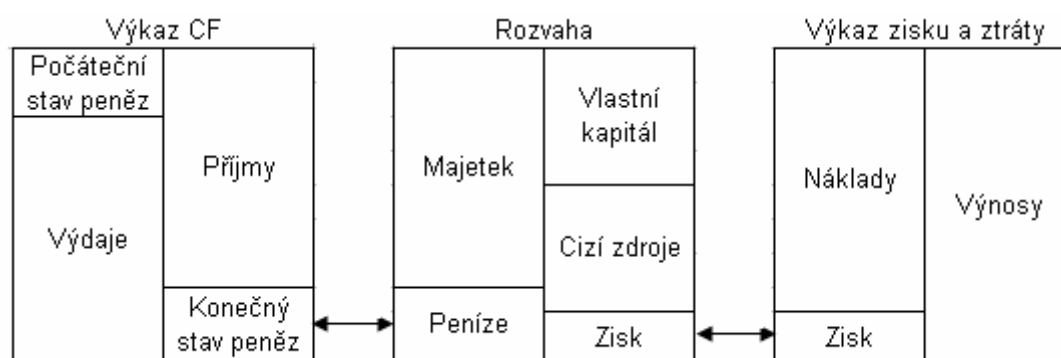 Výkaz CF
Rozvaha
Výkaz zisku a ztráty
Počáteční
stav peněz
Výdaje
Příjmy
Konečný
stav peněz
Majetek
Peníze
Vlastní
kapitál
Cizí zdroje
Zisk
Náklady
Zisk
Výnosy